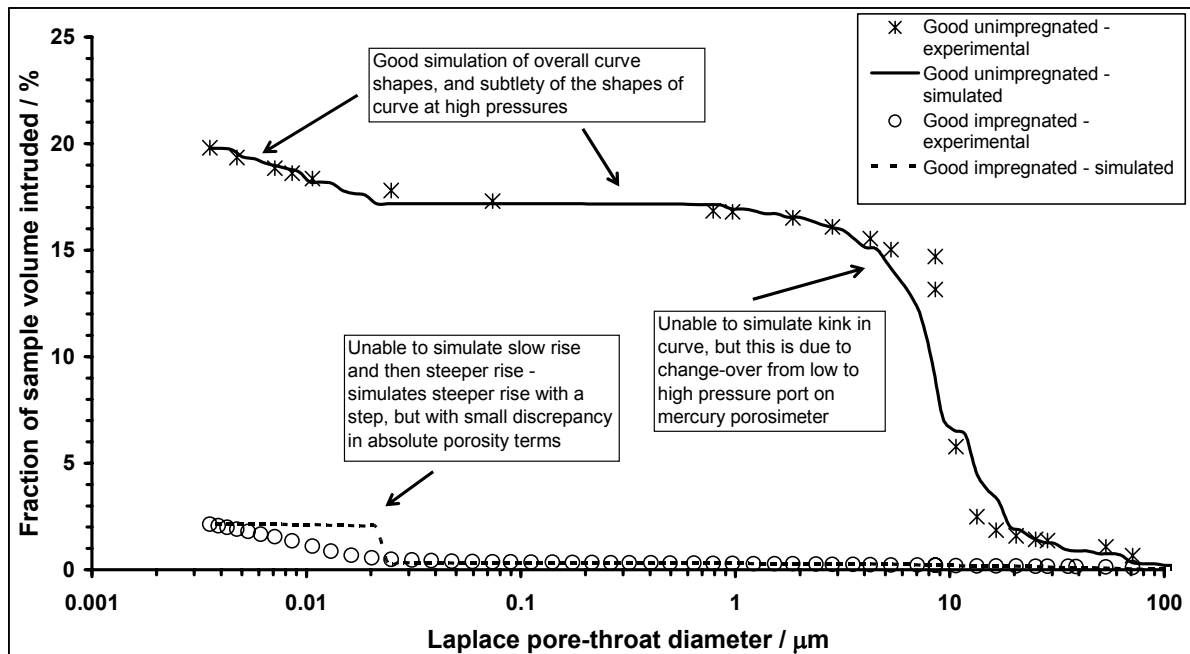 25
20
15
10
5
0
Fraction of sample volume intruded / %
Good simulation of overall curve
shapes, and subtlety of the shapes of
curve at high pressures
Good unimpregnated -
experimental
Good unimpregnated -
simulated
Good impregnated -
experimental
Good impregnated - simulated
Unable to simulate slow rise
and then steeper rise -
simulates steeper rise with a
step, but with small discrepancy
in absolute porosity terms
Unable to simulate kink in
curve, but this is due to
change-over from low to
high pressure port on
mercury porosimeter
0.001
0.01
0.1
1
10
100
Laplace pore-throat diameter / μm